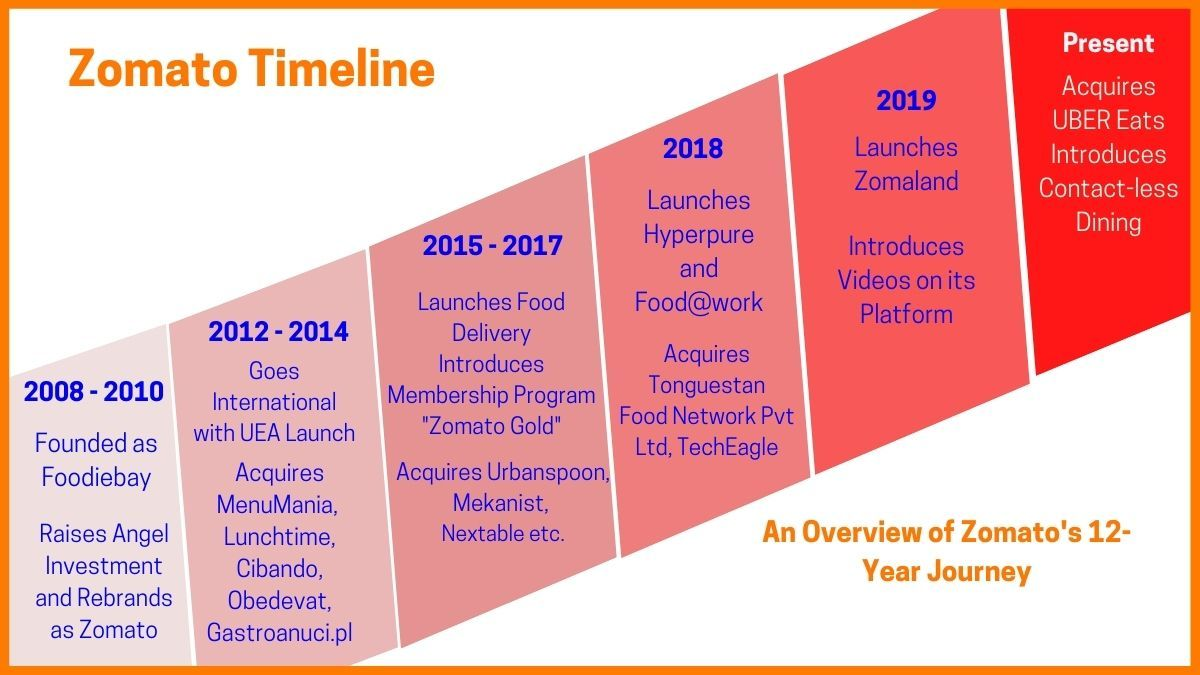 Zomato Timeline
2008 - 2010
Founded as
Foodiebay
Raises Angel
Investment
and Rebrands
as Zomato
2012 - 2014
Goes
International
with UEA Launch
Acquires
MenuMania,
Lunchtime,
Cibando,
Obedevat,
Gastroanuci.pl
2015 - 2017
Launches Food
Delivery
Introduces
Membership Program
"Zomato Gold"
Acquires Urbanspoon,
Mekanist,
Nextable etc.
2018
Launches
Hyperpure
and
Food@work
Acquires
Tonguestan
Food Network Pvt
Ltd, TechEagle
2019
Launches
Zomaland
Introduces
Videos on its
Platform
Present
Acquires
UBER Eats
Introduces
Contact-less
Dining
An Overview of Zomato's 12-
Year Journey